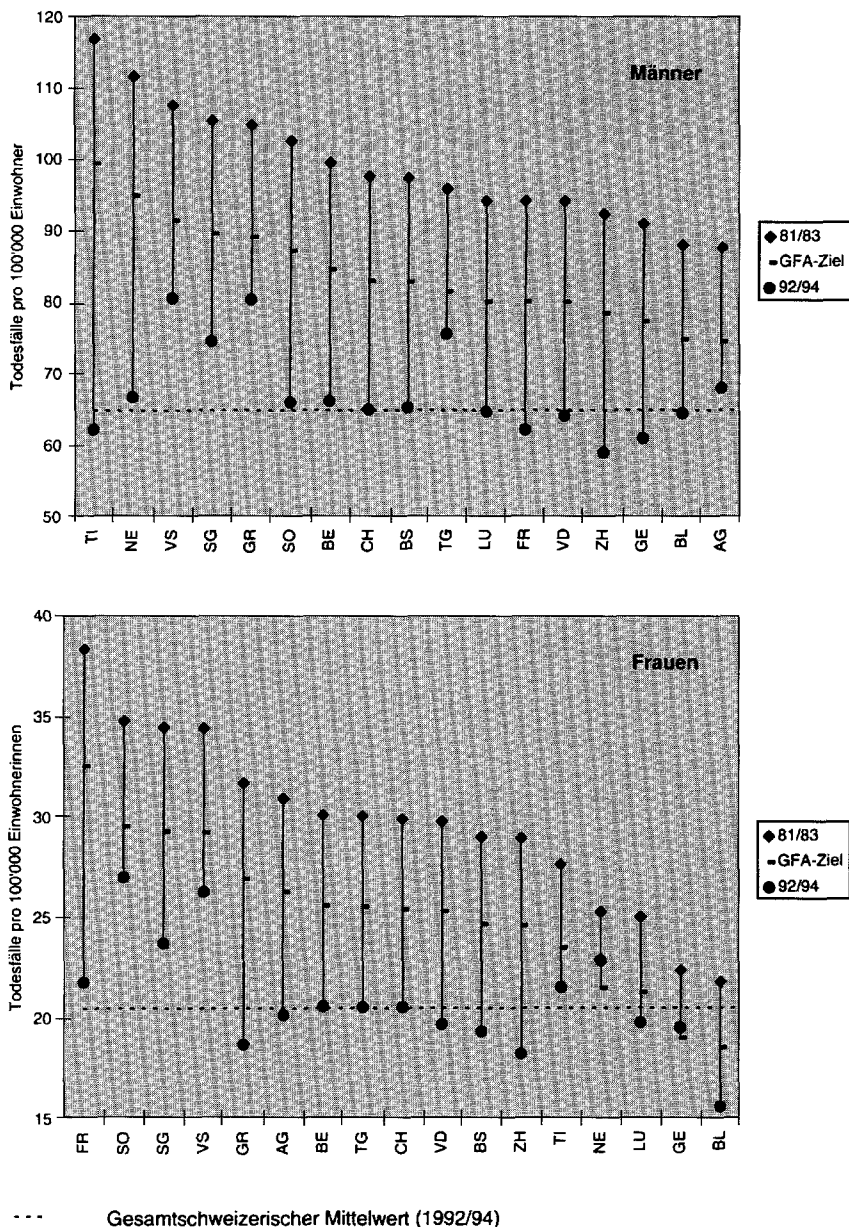 120
Männer
110
100
90
80
70
60
50
Todesfälle pro 100'000 Einwohner
TI NE VS SG GR SO BE CH BS TG LU FR VD ZH GE BL AG
81/83
GFA-Ziel
92/94
40
Frauen
35
30
25
20
15
Todesfälle pro 100'000 Einwohnerinnen
FR SO SG VS GR AG BE TG CH VD BS ZH TI NE LU GE BL
81/83
GFA-Ziel
92/94
Gesamtschweizerischer Mittelwert (1992/94)